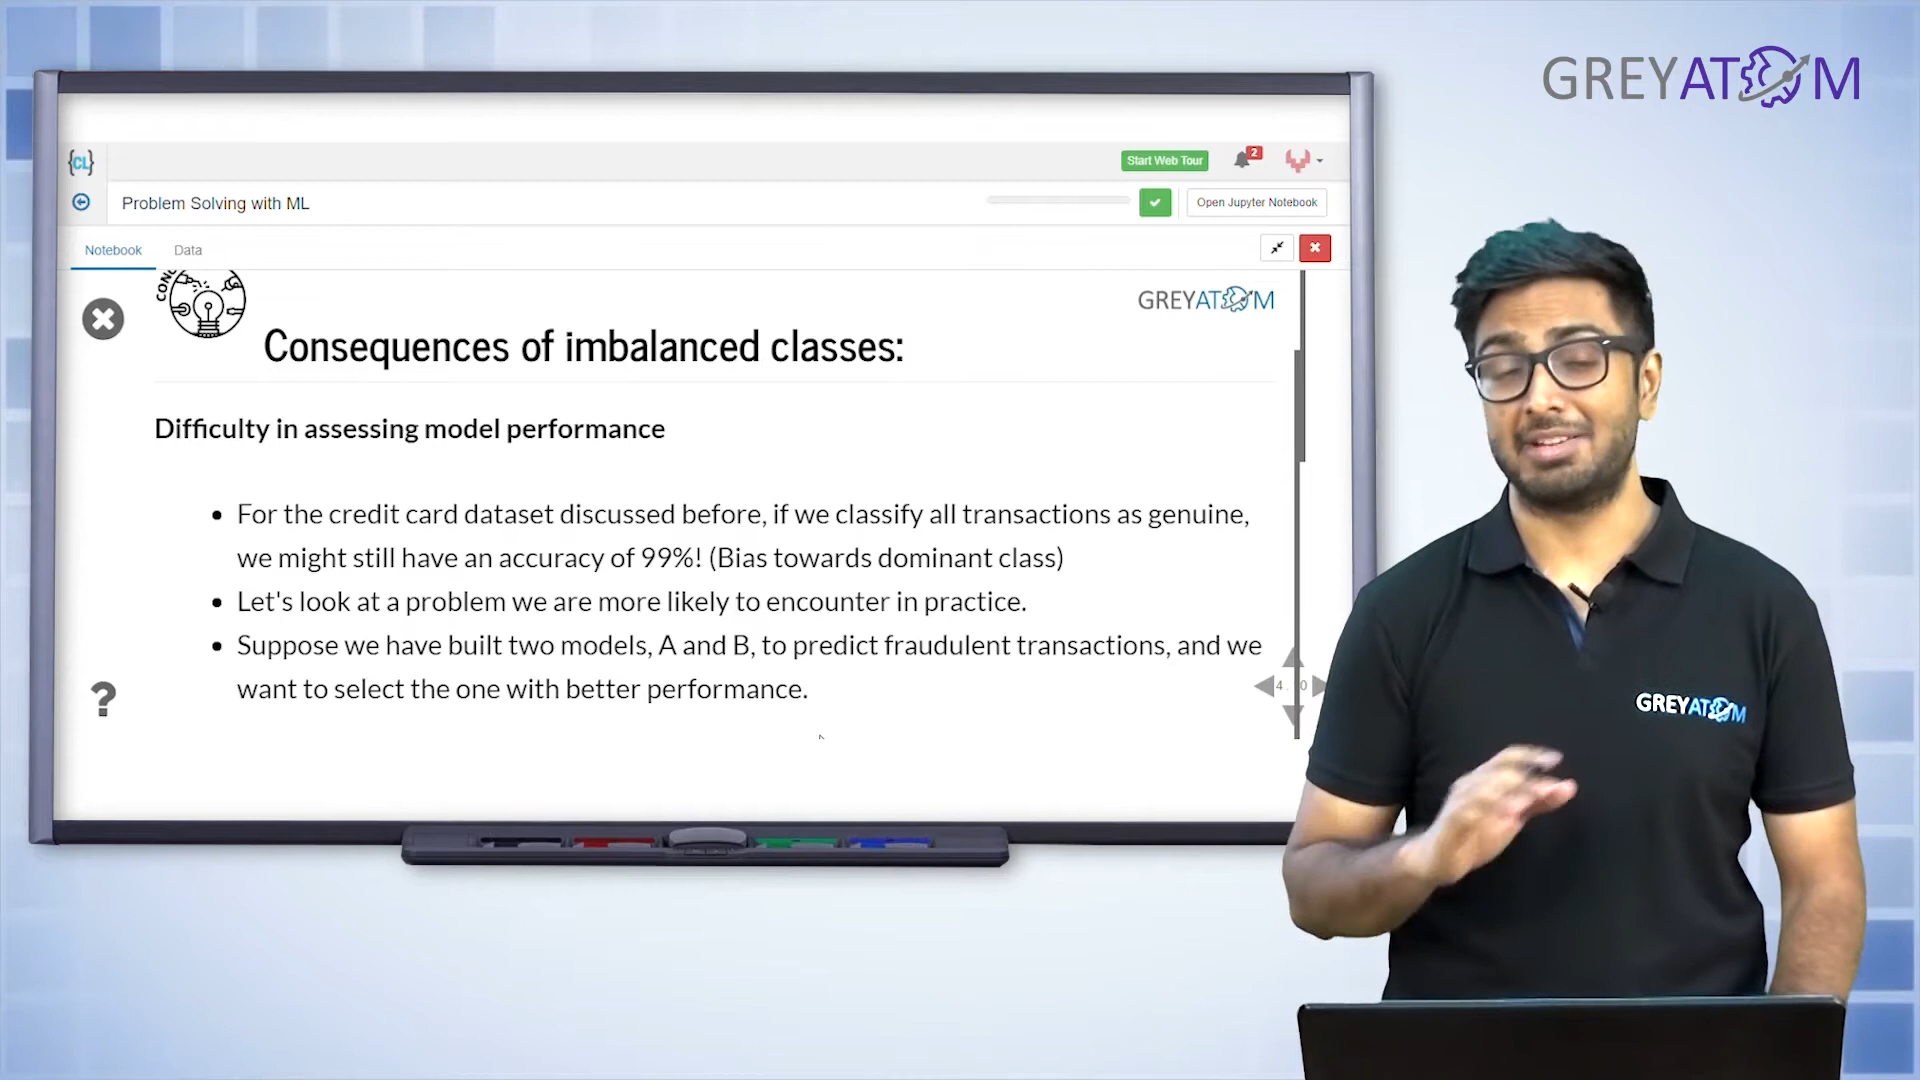 GREYATOM
{CL}
Start Web Tour
2
Problem Solving with ML
Open Jupyter Notebook
Notebook
Data
GREYATOM
Consequences of imbalanced classes:
Difficulty in assessing model performance
For the credit card dataset discussed before, if we classify all transactions as genuine,
we might still have an accuracy of 99%! (Bias towards dominant class)
Let's look at a problem we are more likely to encounter in practice.
Suppose we have built two models, A and B, to predict fraudulent transactions, and we
want to select the one with better performance.
?
GREYATOM